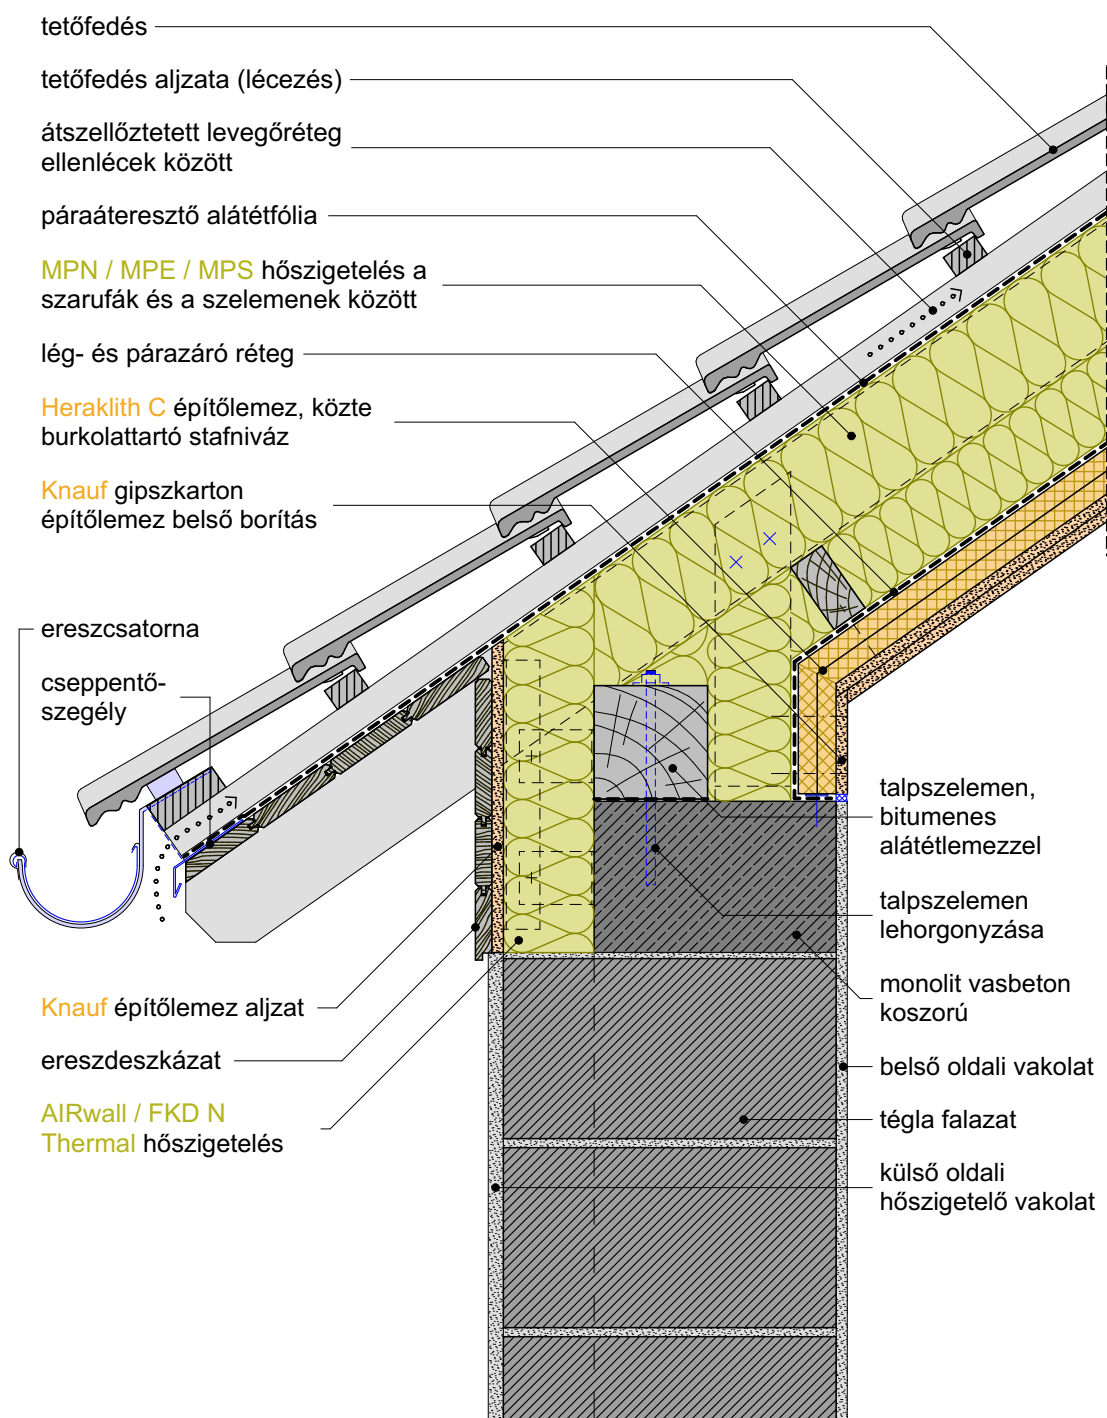 tetőfedés
tetőfedés aljzata (lécezés)
átszellőztetett levegőréteg
ellenlécek között
páraáteresztő alátétfólia
MPN / MPE / MPS hőszigetelés a
szarufák és a szelemenek között
lég- és párazáró réteg
Heraklith C építőlemez, közte
burkolattartó stafniváz
Knauf gipszkarton
építőlemez belső borítás
ereszcsatorna
cseppentő-
szegély
Knauf építőlemez aljzat
ereszdeszkázat
AIRwall / FKD N
Thermal hőszigetelés
talpszelemen,
bitumenes
alátétlemezzel
talpszelemen
lehorgonyzása
monolit vasbeton
koszorú
belső oldali vakolat
tégla falazat
külső oldali
hőszigetelő vakolat